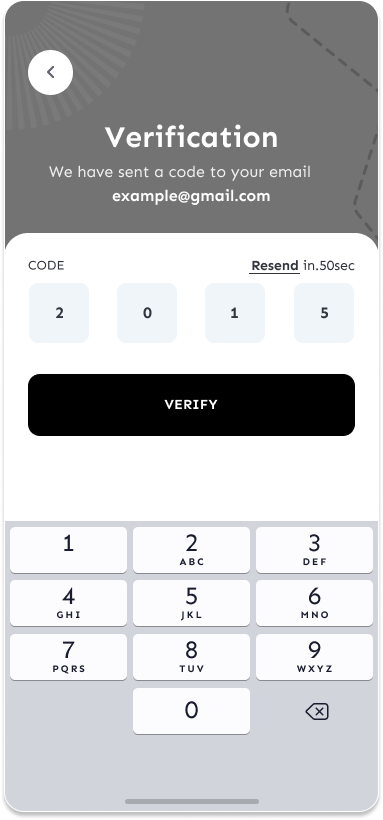 Verification
We have sent a code to your email
example@gmail.com
CODE Resend in.50sec
2 0 1 5
VERIFY
1 2 3
ABC DEF
4 5 6
GHI JKL MNO
7 8 9
PQRS TUV WXYZ
0